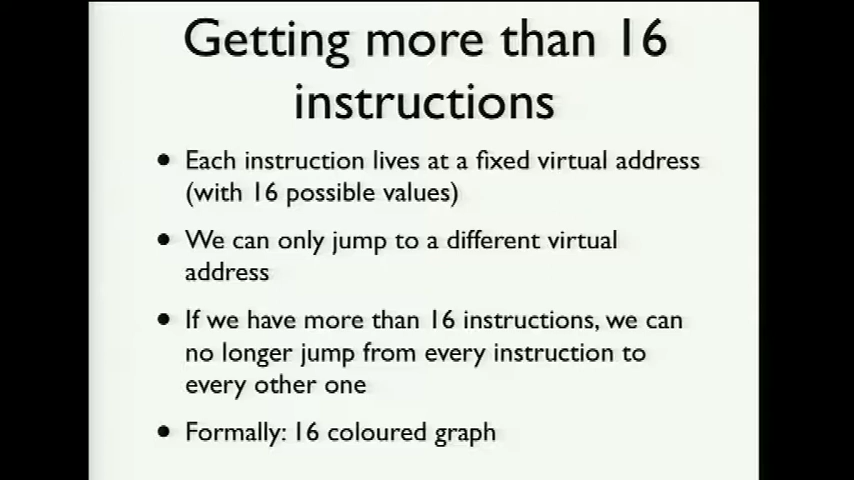 Getting more than 16
instructions
• Each instruction lives at a fixed virtual address
(with 16 possible values)
• We can only jump to a different virtual
address
• If we have more than 16 instructions, we can
no longer jump from every instruction to
every other one
• Formally: 16 coloured graph